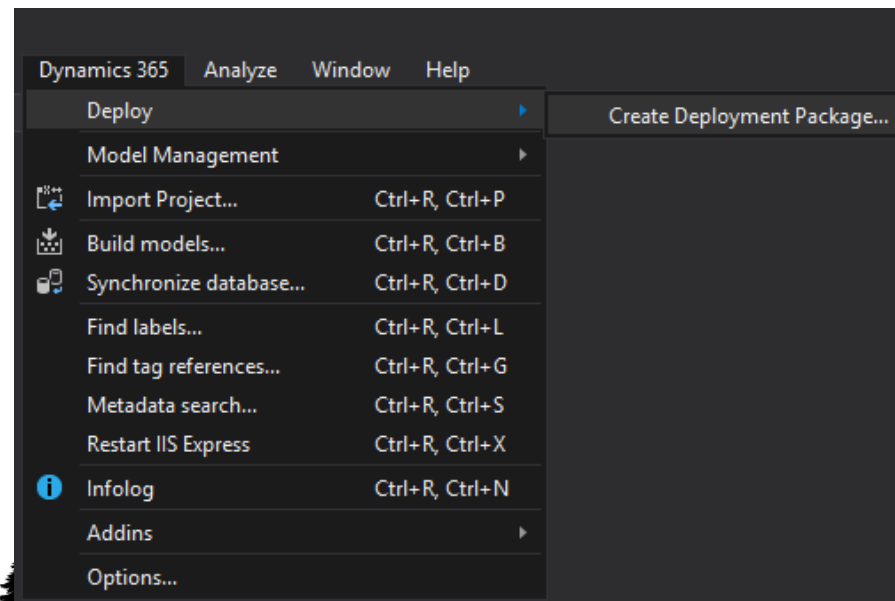 Dynamics 365 Analyze Window Help
Deploy Create Deployment Package...
Model Management
Import Project... Ctrl+R, Ctrl+P
Build models... Ctrl+R, Ctrl+B
Synchronize database... Ctrl+R, Ctrl+D
Find labels... Ctrl+R, Ctrl+L
Find tag references... Ctrl+R, Ctrl+G
Metadata search... Ctrl+R, Ctrl+S
Restart IIS Express Ctrl+R, Ctrl+X
Infolog Ctrl+R, Ctrl+N
Addins
Options...